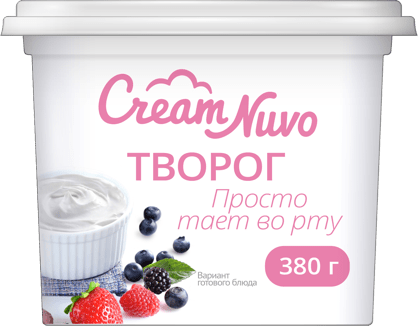 Cream Nuvo
ТВОРОГ
Просто
тает во рту
380 г
Вариант
готового блюда